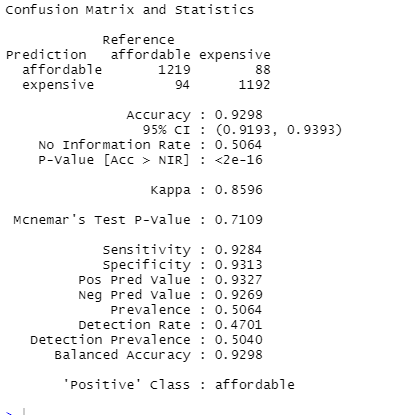 Confusion Matrix and Statistics
Reference
Prediction affordable expensive
affordable 1219 88
expensive 94 1192
Accuracy : 0.9298
95% CI : (0.9193, 0.9393)
No Information Rate : 0.5064
P-Value [Acc > NIR] : <2e-16
Kappa : 0.8596
Mcnemar's Test P-Value : 0.7109
Sensitivity : 0.9284
Specificity : 0.9313
Pos Pred Value : 0.9327
Neg Pred Value : 0.9269
Prevalence : 0.5064
Detection Rate : 0.4701
Detection Prevalence : 0.5040
Balanced Accuracy : 0.9298
'Positive' Class : affordable
>